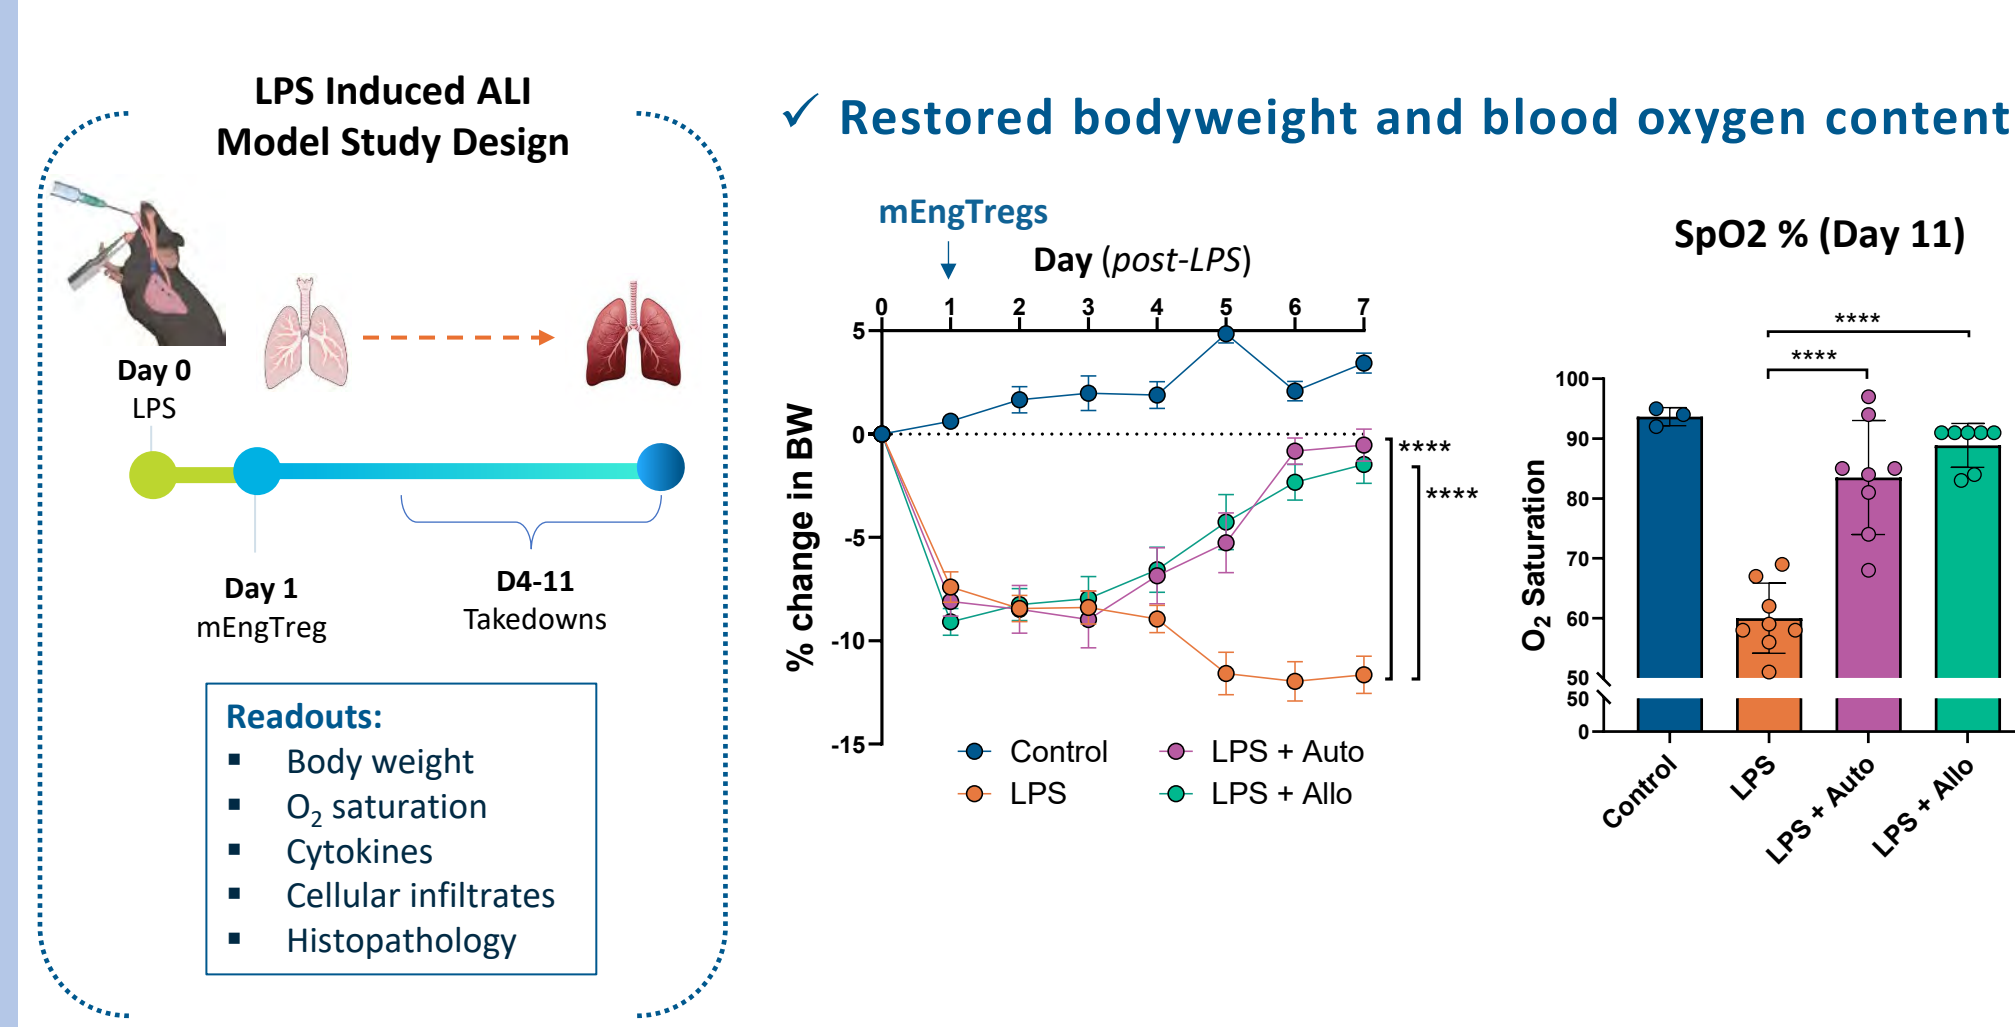 LPS Induced ALI
Model Study Design
Day 0
LPS
Day 1
mEngTreg
D4-11
Takedowns
Readouts:
▪ Body weight
▪ O₂ saturation
▪ Cytokines
▪ Cellular infiltrates
▪ Histopathology
✓ Restored bodyweight and blood oxygen content
mEngTregs
Day (post-LPS)
0 1 2 3 4 5 6 7
% change in BW
5
0
-5
-10
-15
****
****
Control
LPS
LPS + Auto
LPS + Allo
SpO2 % (Day 11)
****
****
O₂ Saturation
100
90
80
70
60
50
50
0
Control
LPS
LPS + Auto
LPS + Allo